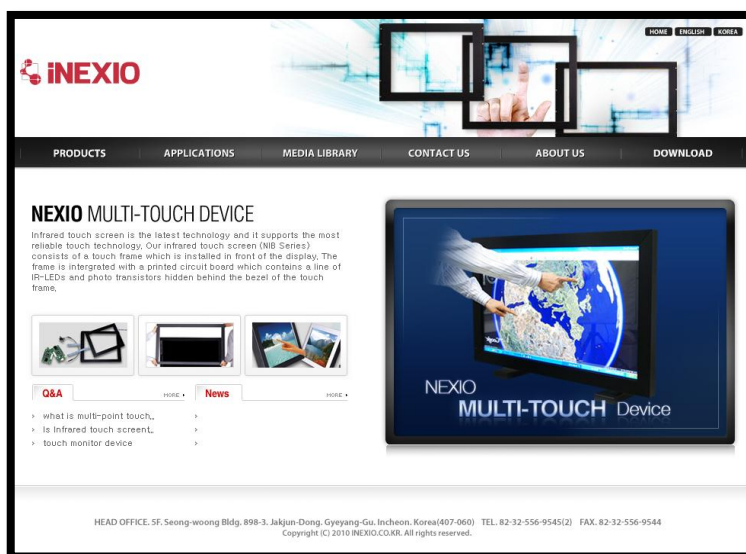 HOME ENGLISH KOREA
iNEXIO
PRODUCTS APPLICATIONS MEDIA LIBRARY CONTACT US ABOUT US DOWNLOAD
NEXIO MULTI-TOUCH DEVICE
Infrared touch screen is the latest technology and it supports the most
reliable touch technology, Our infrared touch screen (NIB Series)
consists of a touch frame which is installed in front of the display, The
frame is intergrated with a printed circuit board which contains a line of
IR-LEDs and photo transistors hidden behind the bezel of the touch
frame,
Q&A MORE News MORE
what is multi-point touch,,
Is Infrared touch screent,,
touch monitor device
NEXIO
MULTI-TOUCH Device
HEAD OFFICE. 5F. Seong-woong Bldg. 898-3. Jakjun-Dong. Gyeyang-Gu. Incheon. Korea(407-060) TEL. 82-32-556-9545(2) FAX. 82-32-556-9544
Copyright (C) 2010 INEXIO.CO.KR. All rights reserved.